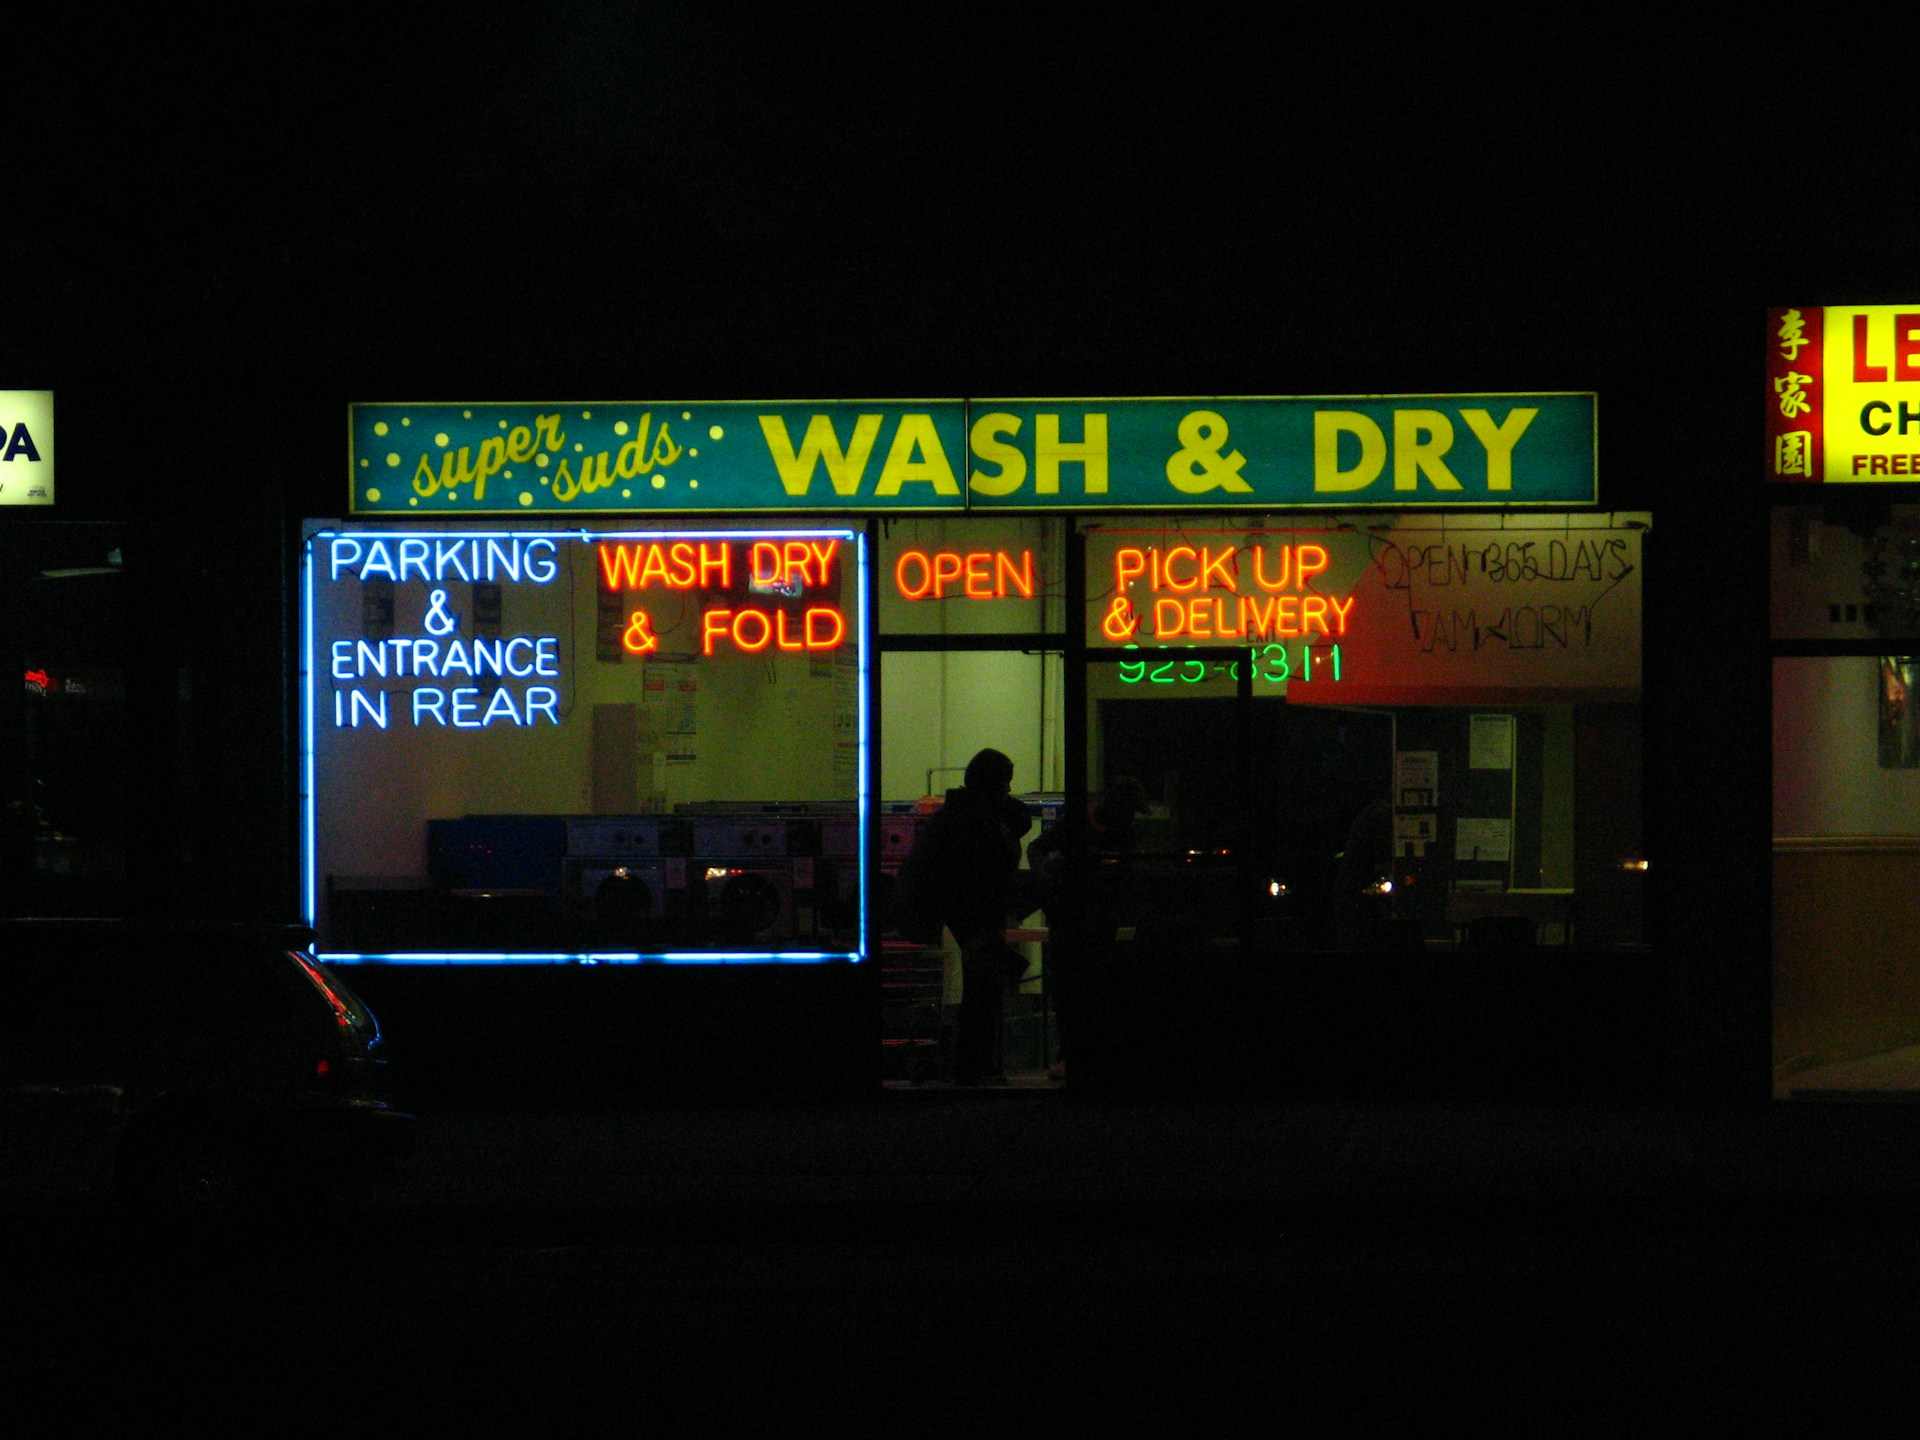 PA
super suds WASH & DRY
PARKING
&
ENTRANCE
IN REAR
WASH DRY
& FOLD
OPEN
PICK UP
& DELIVERY
OPEN 365 DAYS
李家園
LE
CH
FREE